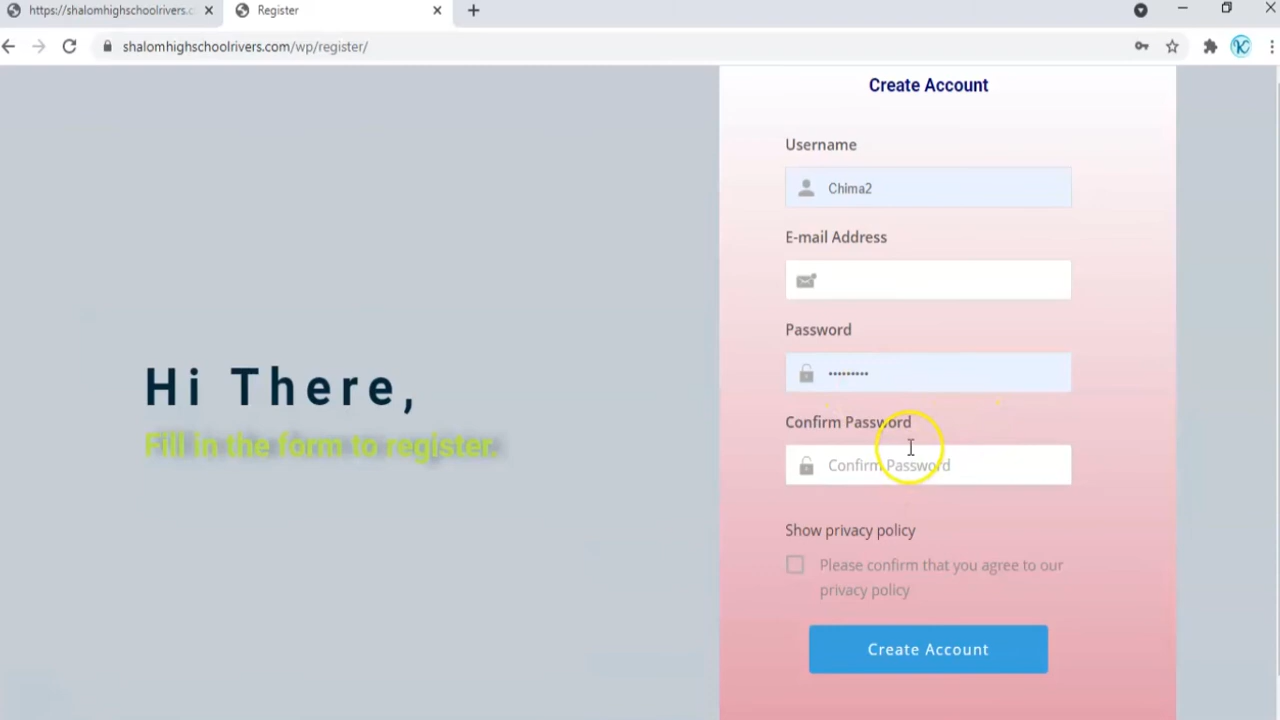 https://shalomhighschoolrivers.c
Register
shalomhighschoolrivers.com/wp/register/
Create Account
Username
Chima2
E-mail Address
Password
•••••••••
Hi There,
Fill in the form to register.
Confirm Password
Confirm Password
Show privacy policy
Please confirm that you agree to our
privacy policy
Create Account